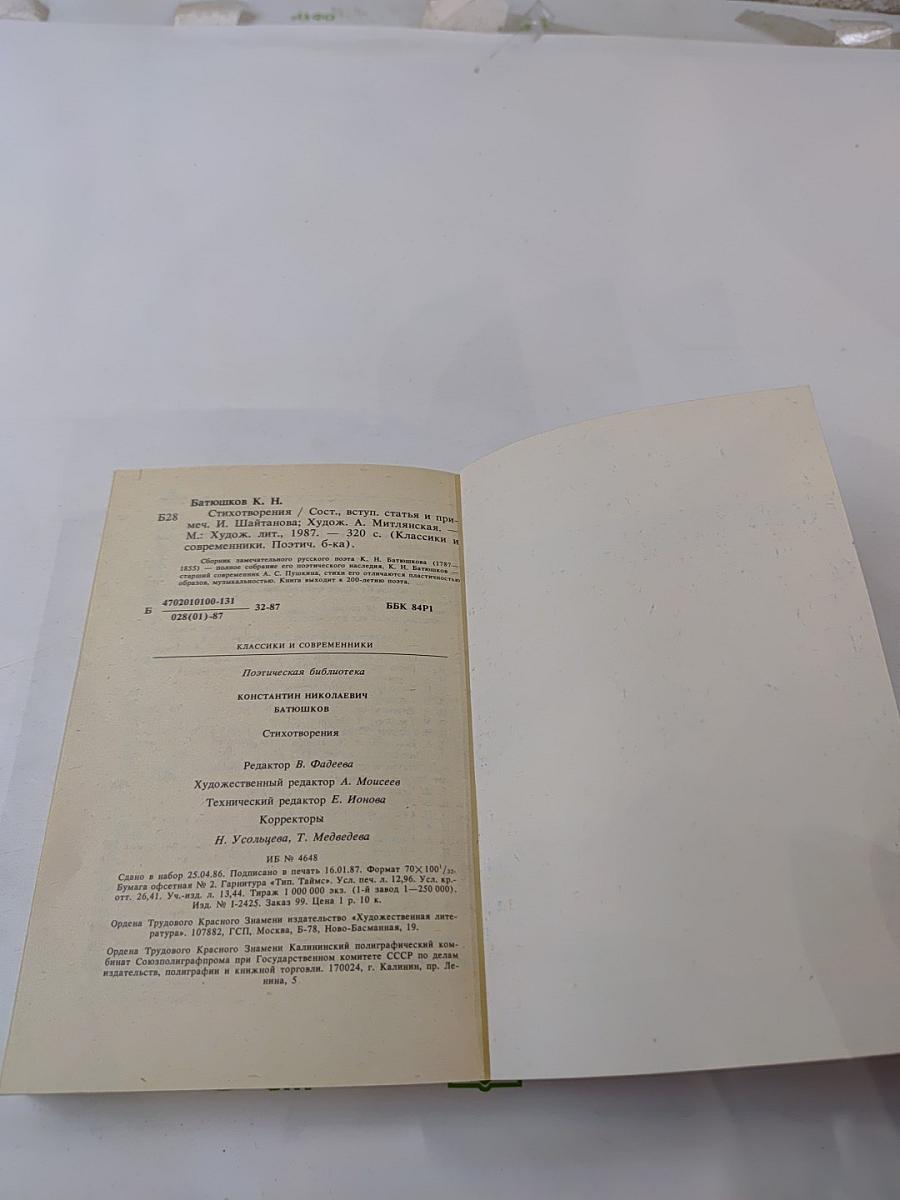 Батюшков К. Н.
Б28 Стихотворения / Сост., вступ. статья и при-
меч. И. Шайтанова; Худож. А. Митлянская. —
М.: Худож. лит., 1987. — 320 с. (Классики и
современники. Поэтич. б-ка).
Сборник замечательного русского поэта К. Н. Батюшкова (1787—
1855) — полное собрание его поэтического наследия. К. Н. Батюшков —
старший современник А. С. Пушкина, стихи его отличаются пластичностью
образов, музыкальностью. Книга выходит к 200-летию поэта.
Б 4702010100-131
028(01)-87 32-87 ББК 84Р1
КЛАССИКИ И СОВРЕМЕННИКИ
Поэтическая библиотека
КОНСТАНТИН НИКОЛАЕВИЧ
БАТЮШКОВ
Стихотворения
Редактор В. Фадеева
Художественный редактор А. Моисеев
Технический редактор Е. Ионова
Корректоры
Н. Усольцева, Т. Медведева
ИБ № 4648
Сдано в набор 25.04.86. Подписано в печать 16.01.87. Формат 70×100¹/₃₂.
Бумага офсетная № 2. Гарнитура «Тип. Таймс». Усл. печ. л. 12,96. Усл. кр.-
отт. 26,41. Уч.-изд. л. 13,44. Тираж 1 000 000 экз. (1-й завод 1—250 000).
Изд. № I-2425. Заказ 99. Цена 1 р. 10 к.
Ордена Трудового Красного Знамени издательство «Художественная лите-
ратура». 107882, ГСП, Москва, Б-78, Ново-Басманная, 19.
Ордена Трудового Красного Знамени Калининский полиграфический ком-
бинат Союзполиграфпрома при Государственном комитете СССР по делам
издательств, полиграфии и книжной торговли. 170024, г. Калинин, пр. Ле-
нина, 5